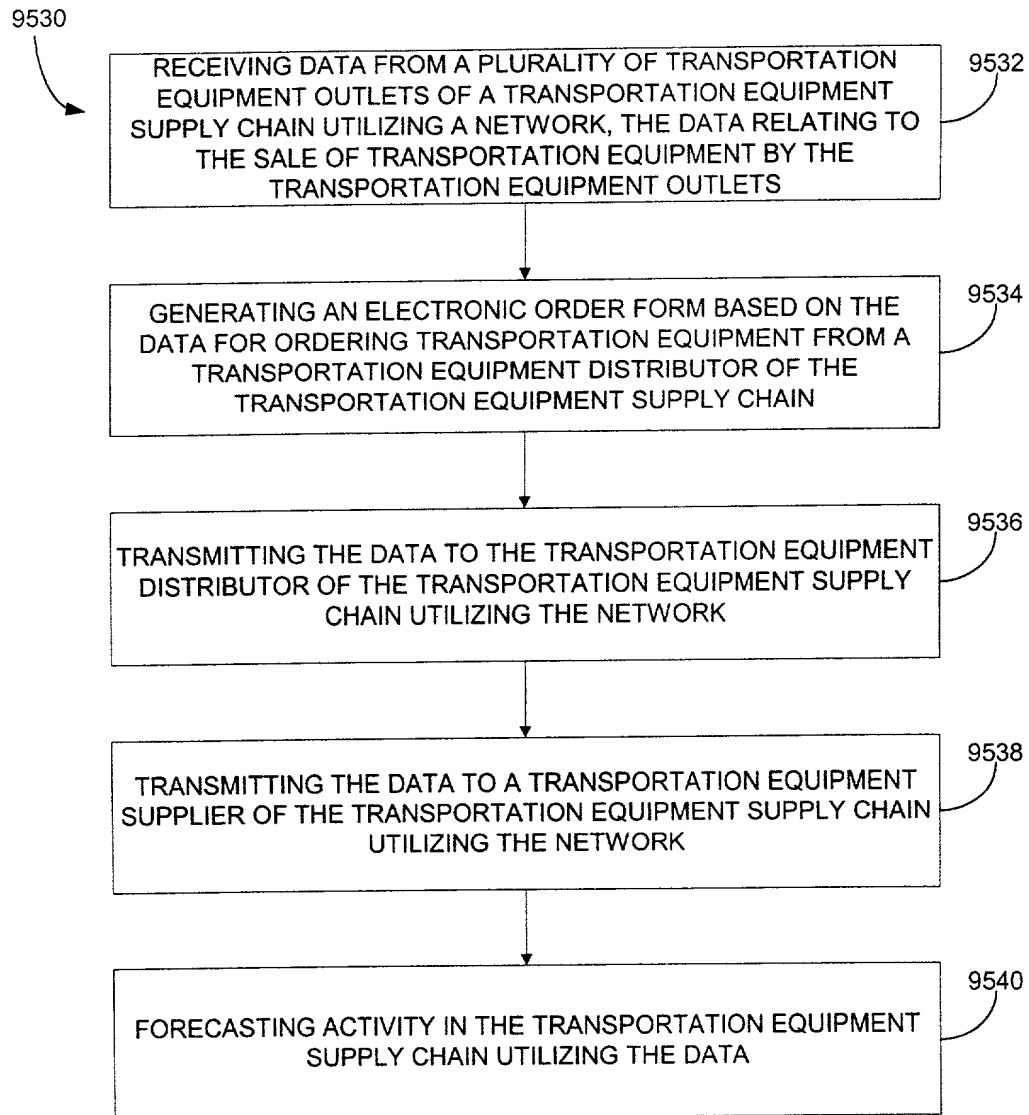 9530
RECEIVING DATA FROM A PLURALITY OF TRANSPORTATION
EQUIPMENT OUTLETS OF A TRANSPORTATION EQUIPMENT
SUPPLY CHAIN UTILIZING A NETWORK, THE DATA RELATING TO
THE SALE OF TRANSPORTATION EQUIPMENT BY THE
TRANSPORTATION EQUIPMENT OUTLETS
9532
GENERATING AN ELECTRONIC ORDER FORM BASED ON THE
DATA FOR ORDERING TRANSPORTATION EQUIPMENT FROM A
TRANSPORTATION EQUIPMENT DISTRIBUTOR OF THE
TRANSPORTATION EQUIPMENT SUPPLY CHAIN
9534
TRANSMITTING THE DATA TO THE TRANSPORTATION EQUIPMENT
DISTRIBUTOR OF THE TRANSPORTATION EQUIPMENT SUPPLY
CHAIN UTILIZING THE NETWORK
9536
TRANSMITTING THE DATA TO A TRANSPORTATION EQUIPMENT
SUPPLIER OF THE TRANSPORTATION EQUIPMENT SUPPLY CHAIN
UTILIZING THE NETWORK
9538
FORECASTING ACTIVITY IN THE TRANSPORTATION EQUIPMENT
SUPPLY CHAIN UTILIZING THE DATA
9540